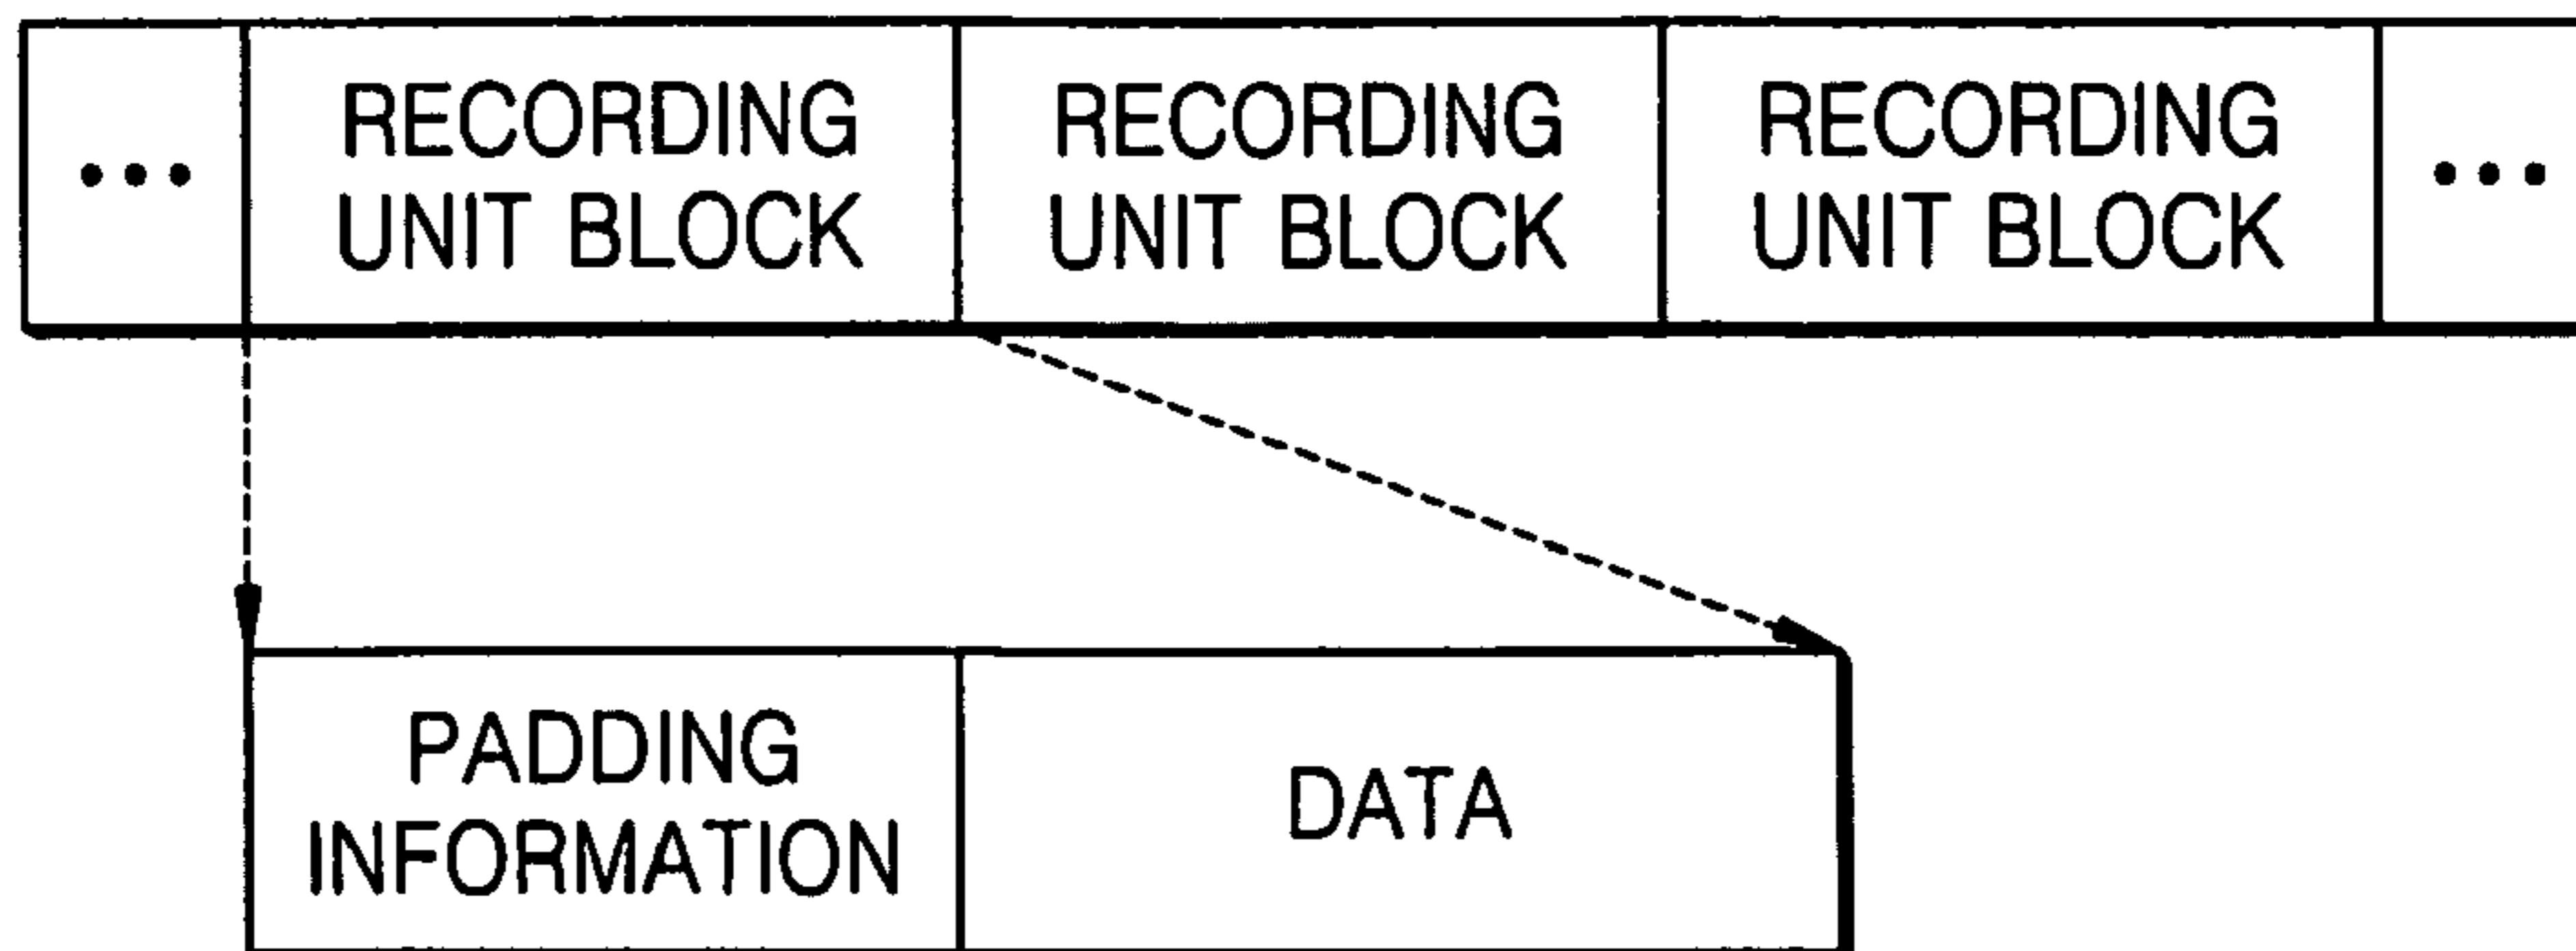 ... RECORDING RECORDING RECORDING ...
UNIT BLOCK UNIT BLOCK UNIT BLOCK
PADDING
INFORMATION
DATA